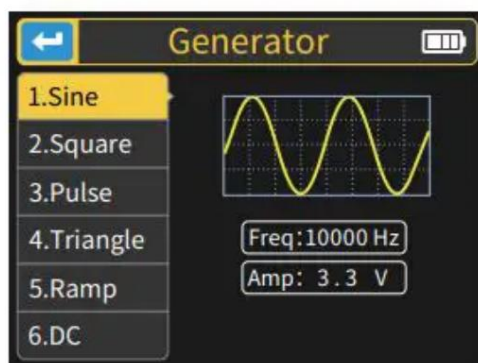 Generator
1.Sine
2.Square
3.Pulse
4.Triangle
5.Ramp
6.DC
Freq:10000 Hz
Amp: 3.3 V